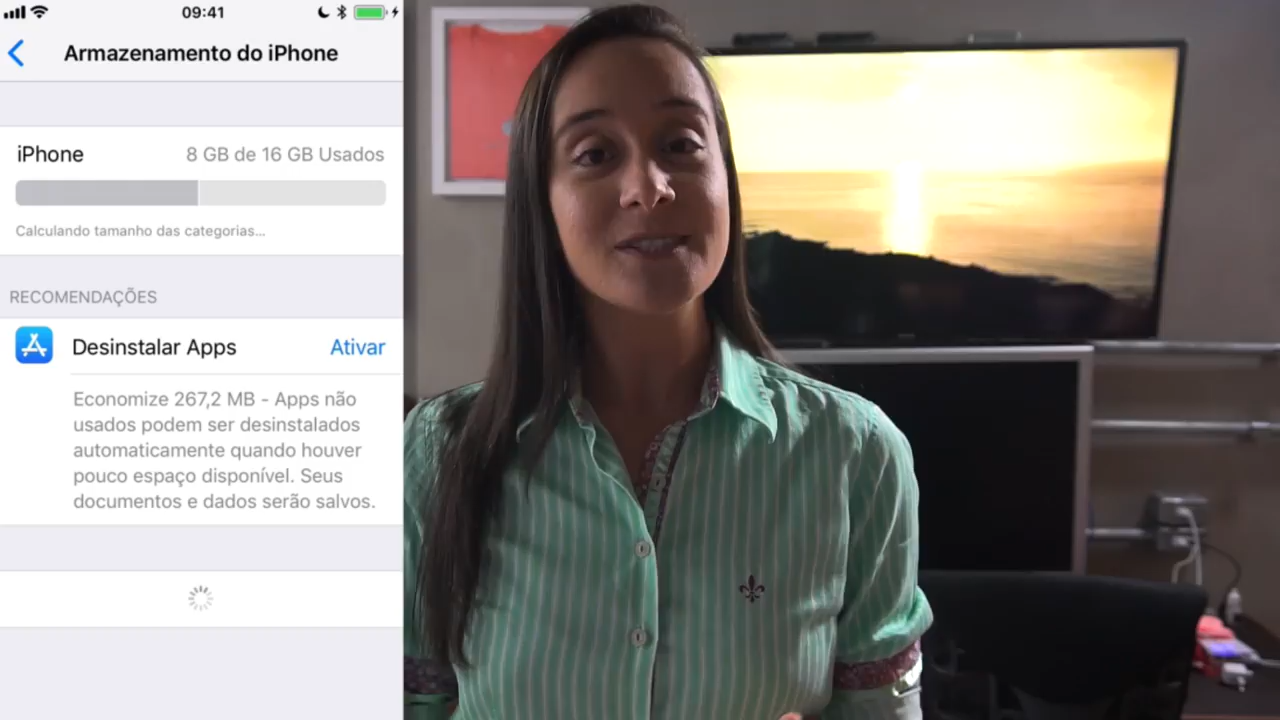 09:41
Armazenamento do iPhone
iPhone
8 GB de 16 GB Usados
Calculando tamanho das categorias...
RECOMENDAÇÕES
Desinstalar Apps
Ativar
Economize 267,2 MB - Apps não
usados podem ser desinstalados
automaticamente quando houver
pouco espaço disponível. Seus
documentos e dados serão salvos.